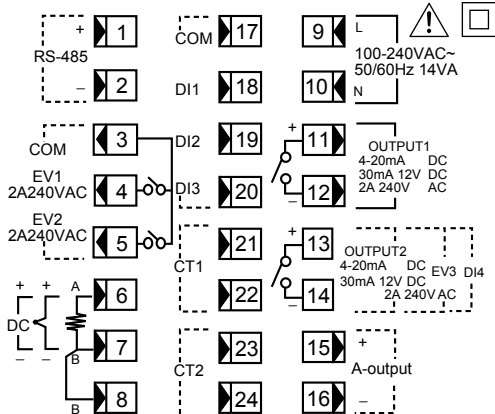 + 1 COM 17 9 L
RS-485 100-240VAC~
50/60Hz 14VA
– 2 DI1 18 10 N
3 DI2 19 + 11 OUTPUT1
COM 4-20mA DC
EV1 30mA 12V DC
2A240VAC 4 DI3 20 – 12 2A 240V AC
EV2
2A240VAC 5 21 + 13 OUTPUT2
CT1 4-20mA DC EV3 DI4
30mA 12V DC
+ + A 6 22 – 14 2A 240V AC
DC
– – B 7 23 15 +
CT2 A-output
B 8 24 16 –